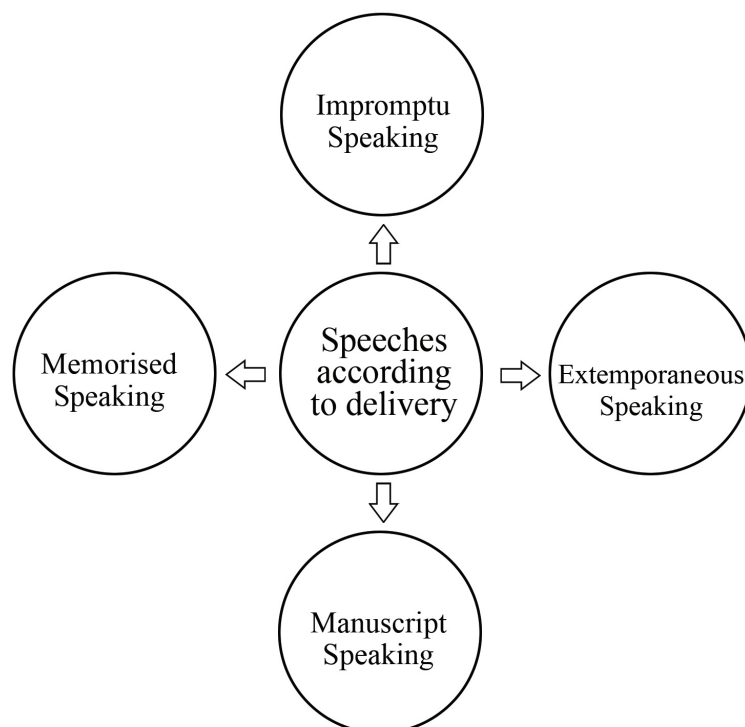 Impromptu
Speaking
Memorised
Speaking
Speeches
according
to delivery
Extemporaneous
Speaking
Manuscript
Speaking